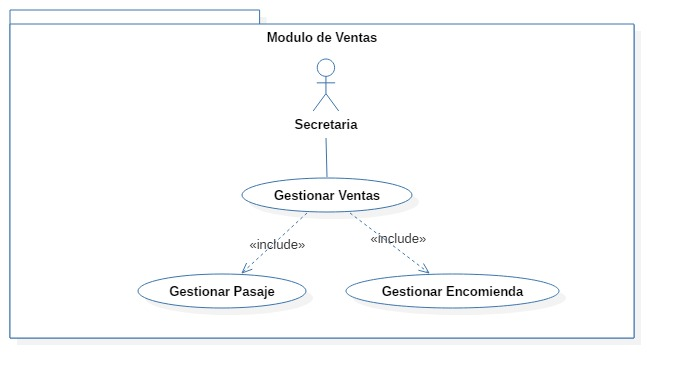 Modulo de Ventas
Secretaria
Gestionar Ventas
«include»
«include»
Gestionar Pasaje
Gestionar Encomienda